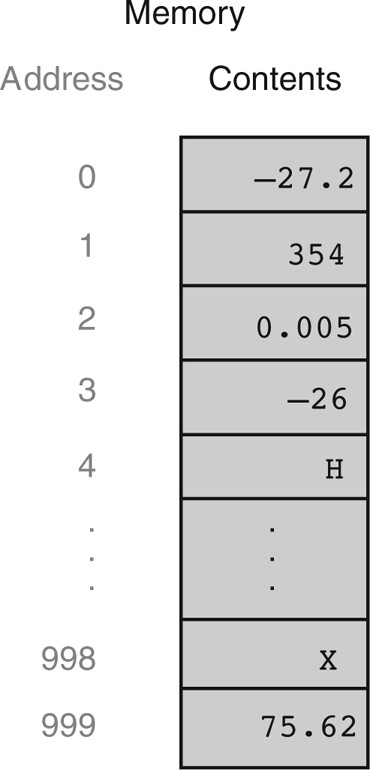 Memory
Address Contents
0 –27.2
1 354
2 0.005
3 –26
4 H
. .
. .
. .
998 X
999 75.62